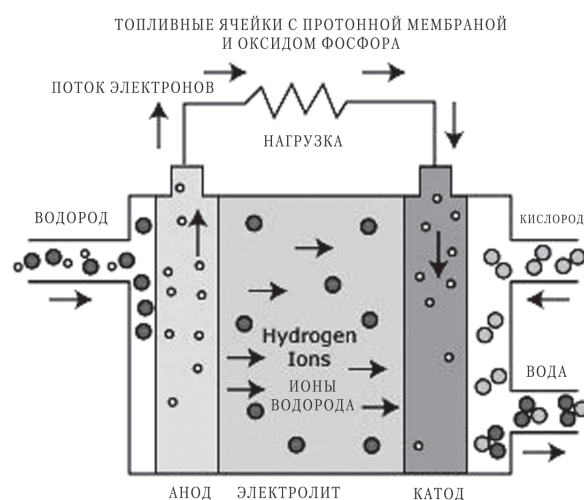 ТОПЛИВНЫЕ ЯЧЕЙКИ С ПРОТОННОЙ МЕМБРАНОЙ
И ОКСИДОМ ФОСФОРА
ПОТОК ЭЛЕКТРОНОВ
НАГРУЗКА
ВОДОРОД
КИСЛОРОД
Hydrogen
Ions
ИОНЫ
ВОДОРОДА
ВОДА
АНОД
ЭЛЕКТРОЛИТ
КАТОД